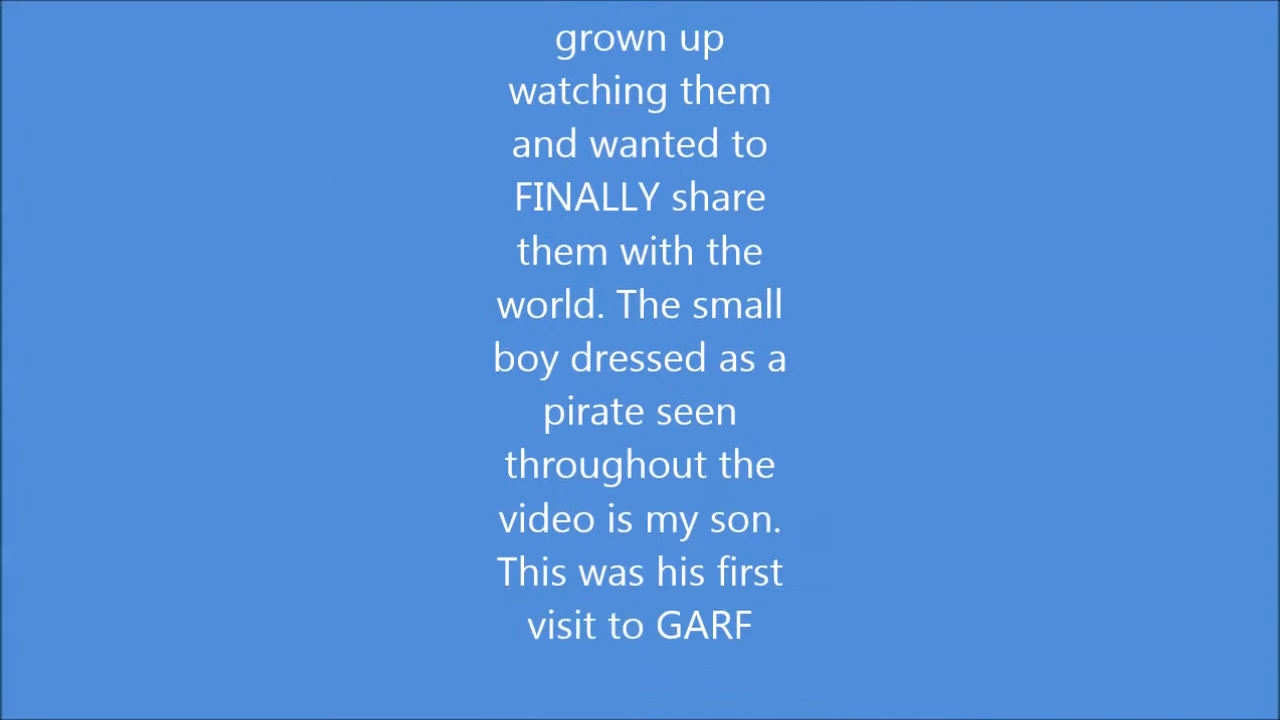 grown up
watching them
and wanted to
FINALLY share
them with the
world. The small
boy dressed as a
pirate seen
throughout the
video is my son.
This was his first
visit to GARF